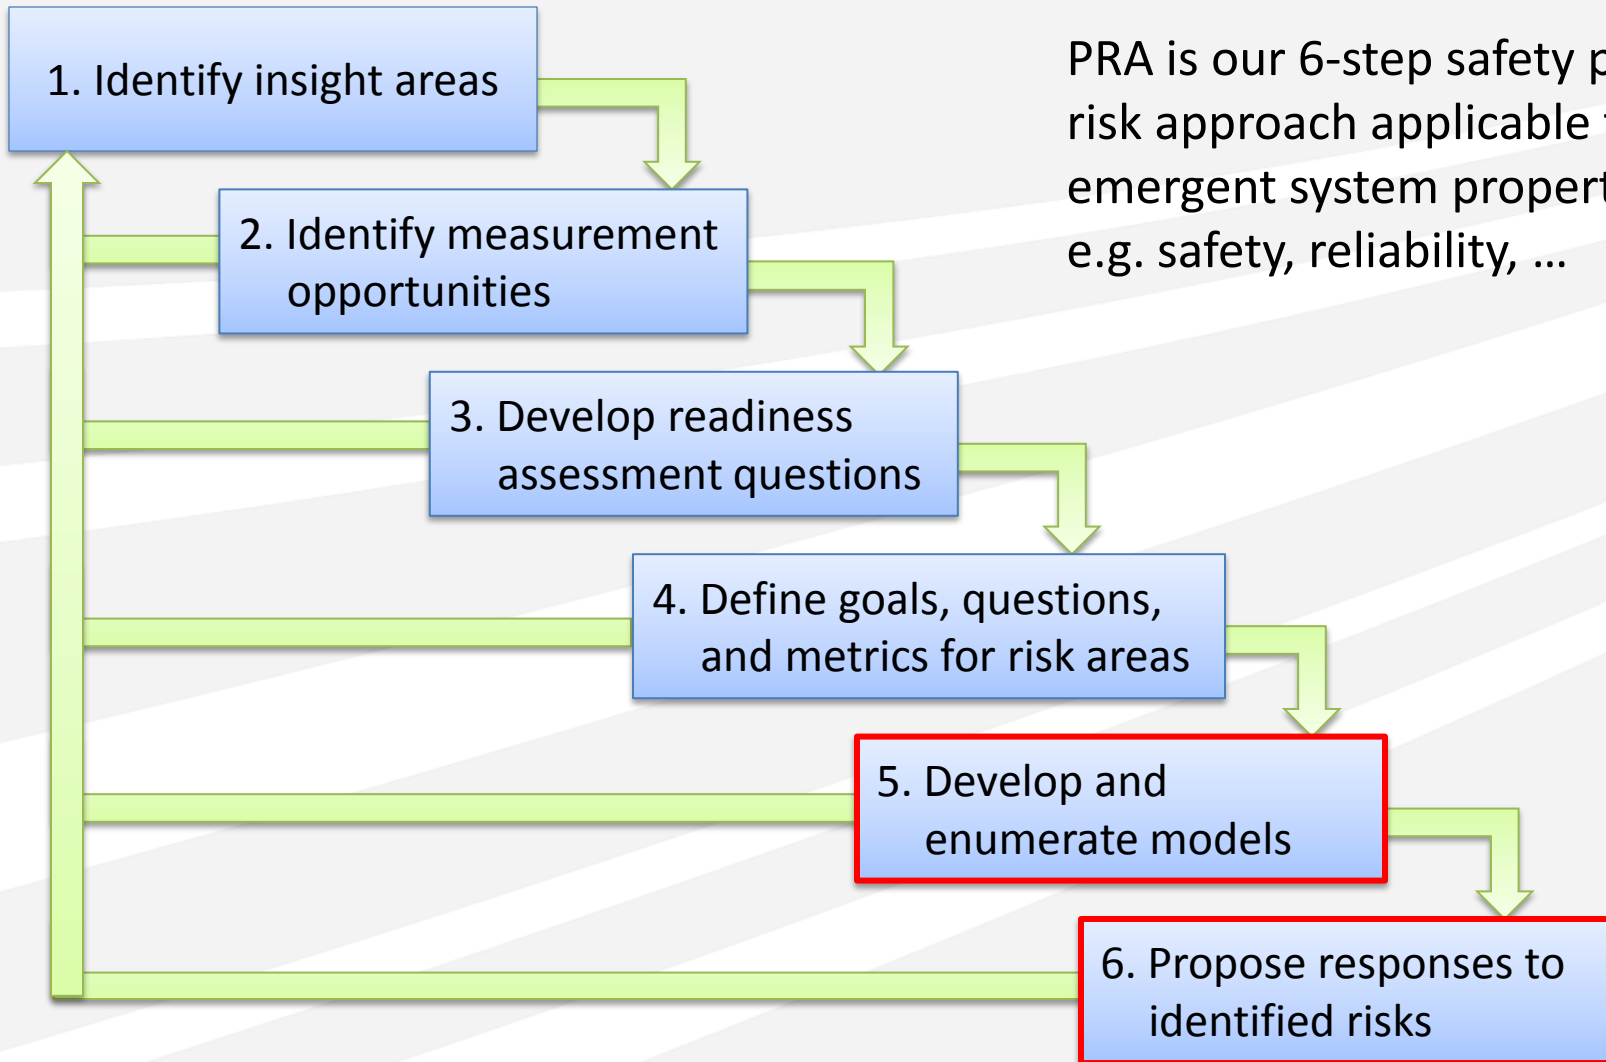 1. Identify insight areas
PRA is our 6-step safety
risk approach applicable
emergent system
e.g. safety, reliability, ...
2. Identify measurement
opportunities
3. Develop readiness
assessment questions
4. Define goals, questions,
and metrics for risk areas
5. Develop and
enumerate models
6. Propose responses to
identified risks